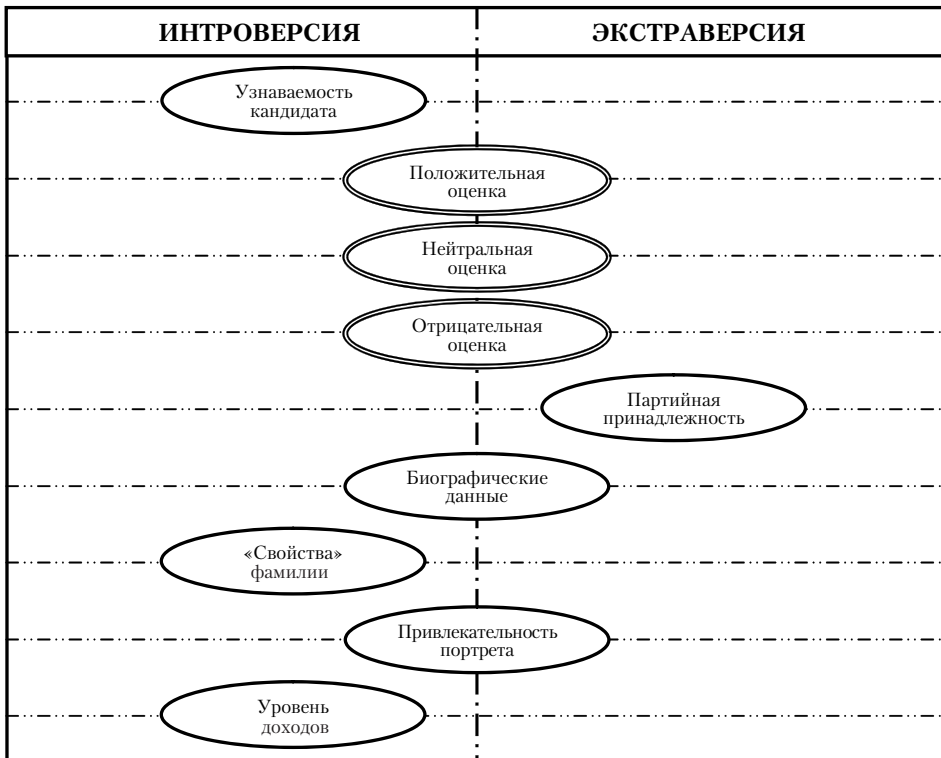 ИНТРОВЕРСИЯ ЭКСТРАВЕРСИЯ
Узнаваемость
кандидата
Положительная
оценка
Нейтральная
оценка
Отрицательная
оценка
Партийная
принадлежность
Биографические
данные
«Свойства»
фамилии
Привлекательность
портрета
Уровень
доходов